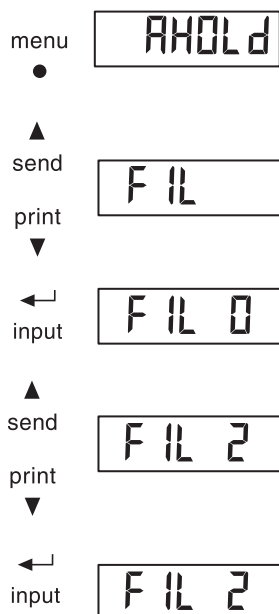 menu
AHOLd
send
FIL
print
input
FIL 0
send
FIL 2
print
input
FIL 2